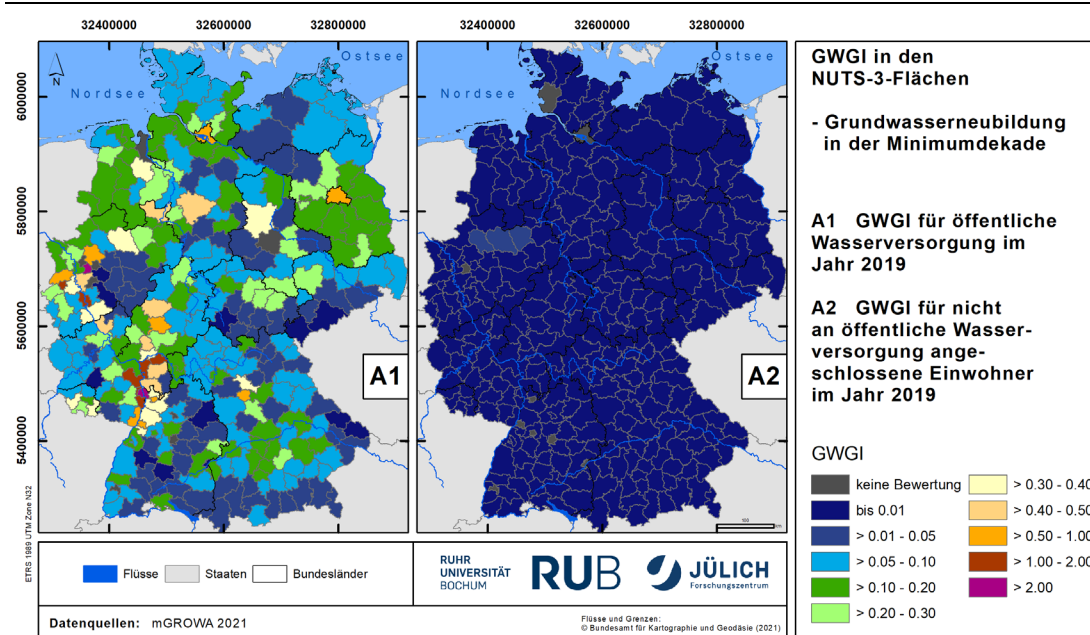 32400000 32600000 32800000
32400000 32600000 32800000
6000000
5800000
5600000
5400000
N
Nordsee
Ostsee
A1
Nordsee
Ostsee
A2
100
km
ETRS 1989 UTM Zone N32
GWGI in den
NUTS-3-Flächen
- Grundwasserneubildung
in der Minimumdekade
A1 GWGI für öffentliche
Wasserversorgung im
Jahr 2019
A2 GWGI für nicht
an öffentliche Wasser-
versorgung ange-
schlossene Einwohner
im Jahr 2019
GWGI
keine Bewertung
bis 0.01
> 0.01 - 0.05
> 0.05 - 0.10
> 0.10 - 0.20
> 0.20 - 0.30
> 0.30 - 0.40
> 0.40 - 0.50
> 0.50 - 1.00
> 1.00 - 2.00
> 2.00
Flüsse Staaten Bundesländer
RUHR
UNIVERSITÄT
BOCHUM
RUB
JÜLICH
Forschungszentrum
Datenquellen: mGROWA 2021
Flüsse und Grenzen:
© Bundesamt für Kartographie und Geodäsie (2021)